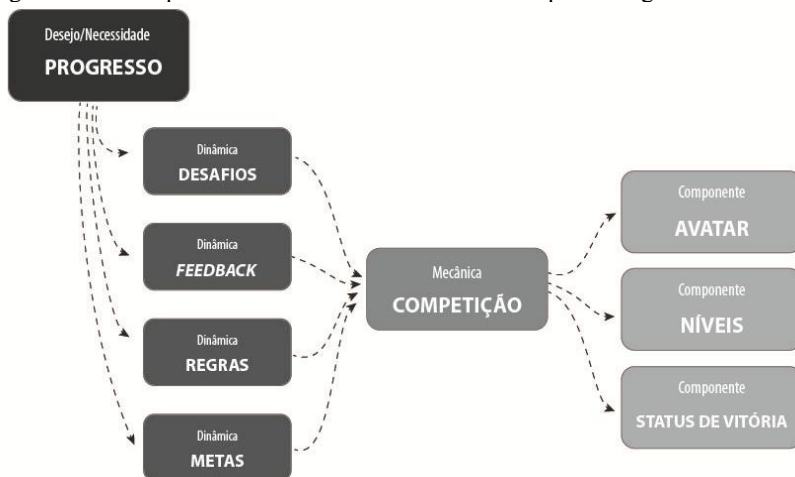 Desejo/Necessidade
PROGRESSO
Dinâmica
DESAFIOS
Dinâmica
FEEDBACK
Dinâmica
REGRAS
Dinâmica
METAS
Mecânica
COMPETIÇÃO
Componente
AVATAR
Componente
NÍVEIS
Componente
STATUS DE VITÓRIA